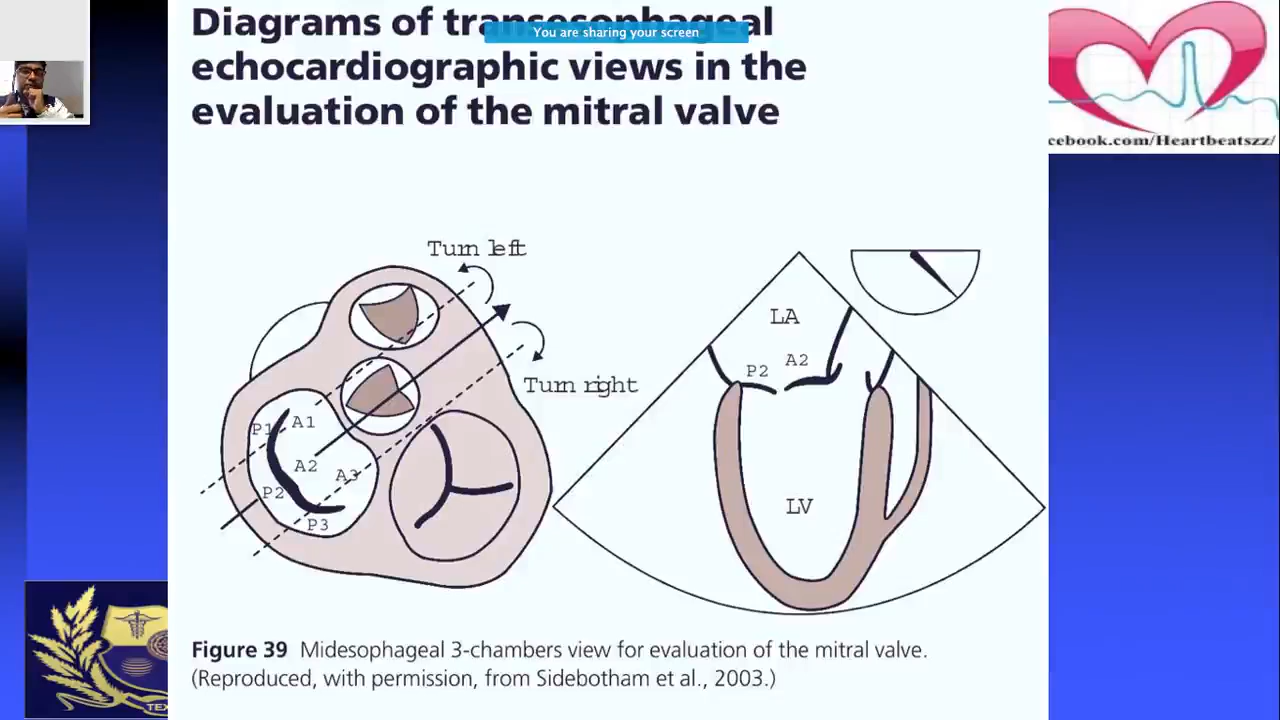 Diagrams of transesophageal
You are sharing your screen
echocardiographic views in the
evaluation of the mitral valve
cebook.com/Heartbeatszz/
Turn left
Turn right
P1
A1
A2
A3
P2
P3
LA
P2
A2
LV
Figure 39 Midesophageal 3-chambers view for evaluation of the mitral valve.
(Reproduced, with permission, from Sidebotham et al., 2003.)
TEX